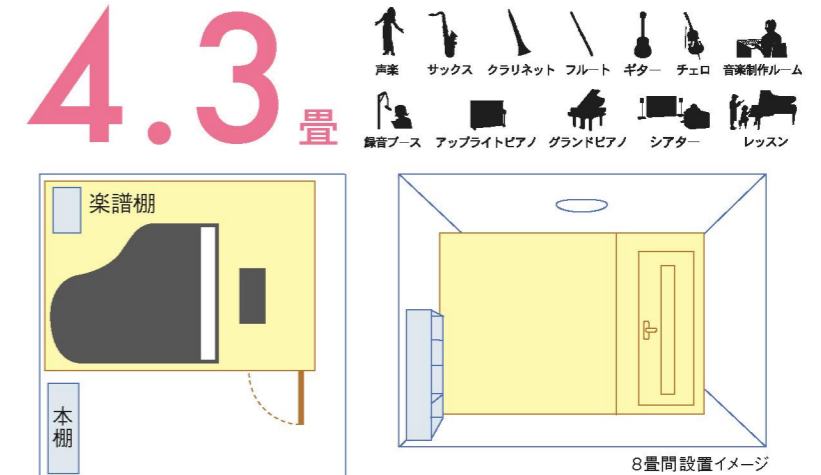 4.3畳
声楽 サックス クラリネット フルート ギター チェロ 音楽制作ルーム
録音ブース アップライトピアノ グランドピアノ シアター レッスン
楽譜棚
本棚
8畳間設置イメージ